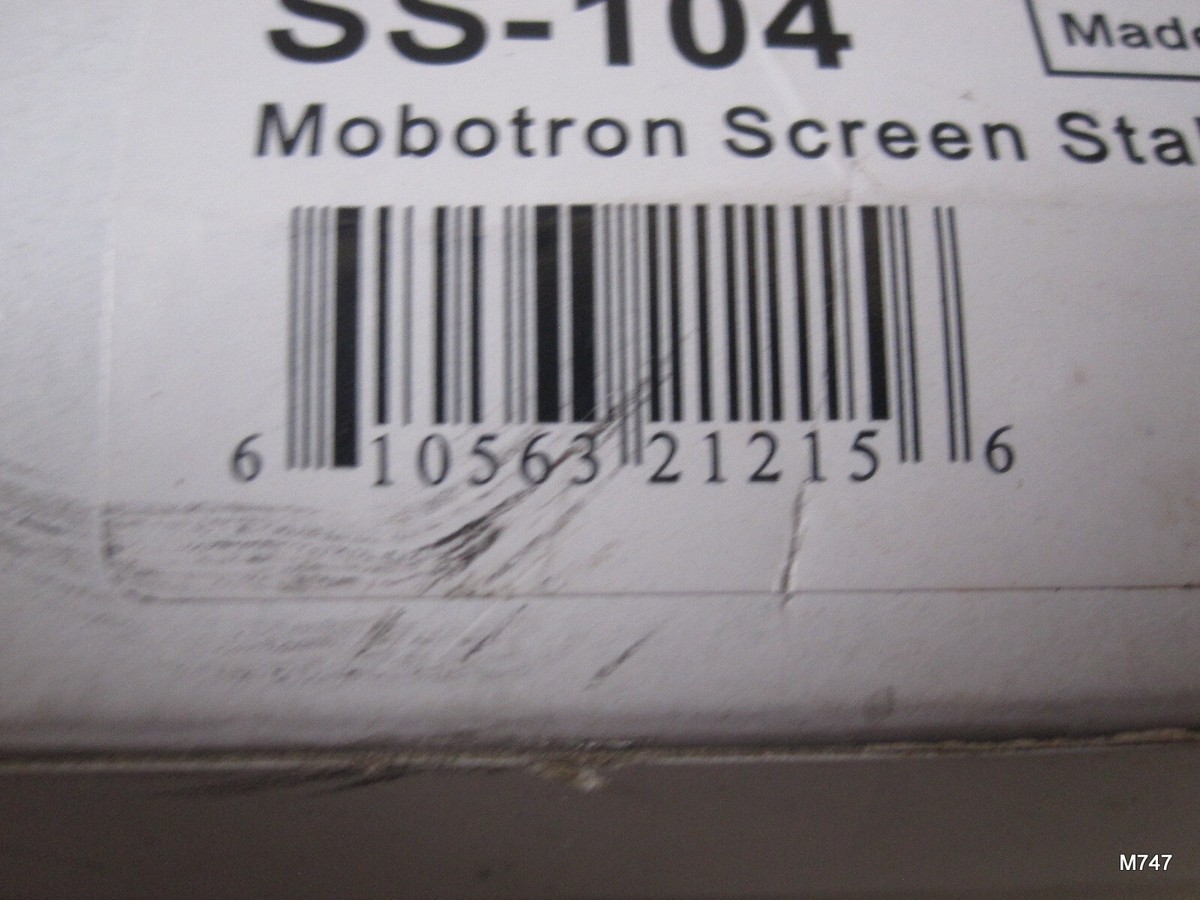 SS-104
Made
Mobotron Screen Sta
6 10563 21215 6
M747